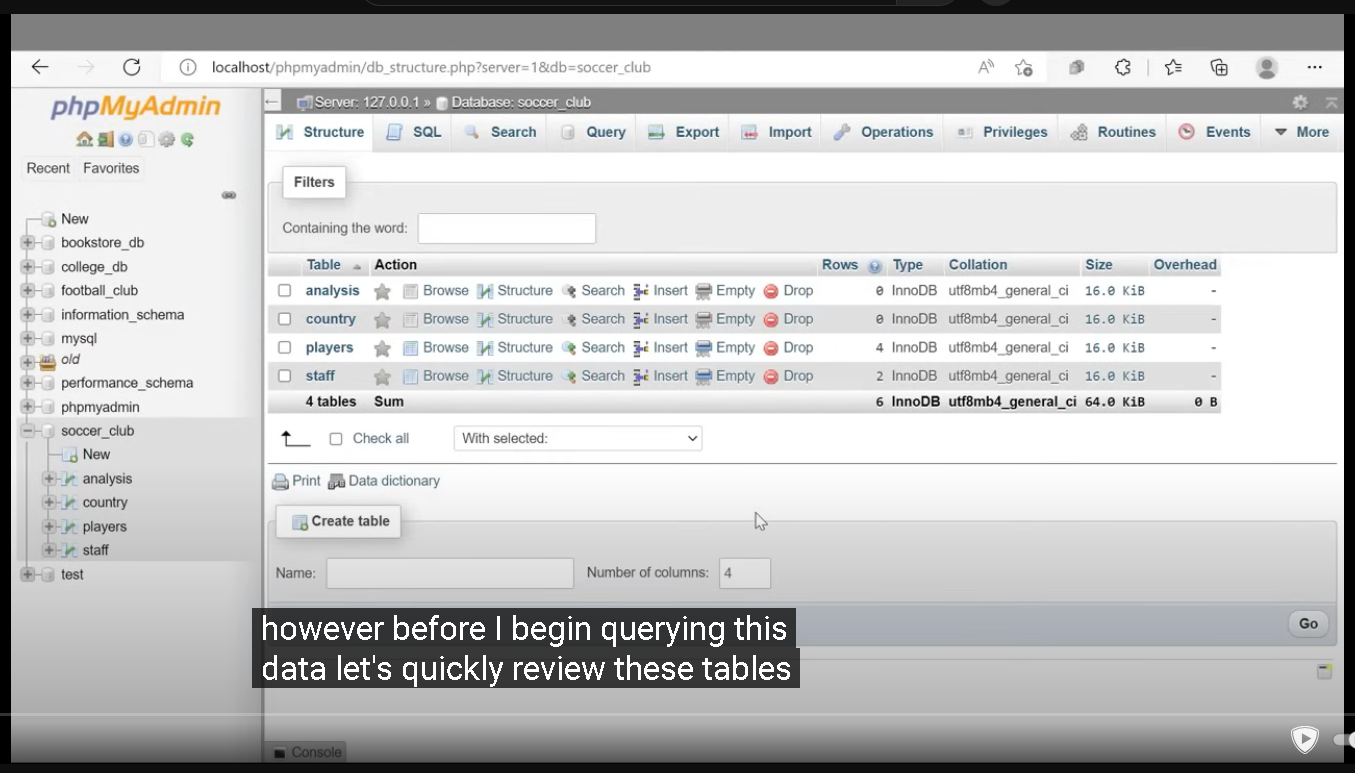 localhost/phpmyadmin/db_structure.php?server=1&db=soccer_club
phpMyAdmin
Recent Favorites
New
bookstore_db
college_db
football_club
information_schema
mysql
old
performance_schema
phpmyadmin
soccer_club
New
analysis
country
players
staff
test
Server: 127.0.0.1 » Database: soccer_club
Structure SQL Search Query Export Import Operations Privileges Routines Events More
Filters
Containing the word:
Table Action Rows Type Collation Size Overhead
analysis Browse Structure Search Insert Empty Drop 0 InnoDB utf8mb4_general_ci 16.0 KiB -
country Browse Structure Search Insert Empty Drop 0 InnoDB utf8mb4_general_ci 16.0 KiB -
players Browse Structure Search Insert Empty Drop 4 InnoDB utf8mb4_general_ci 16.0 KiB -
staff Browse Structure Search Insert Empty Drop 2 InnoDB utf8mb4_general_ci 16.0 KiB -
4 tables Sum 6 InnoDB utf8mb4_general_ci 64.0 KiB 0 B
Check all With selected:
Print Data dictionary
Create table
Name: Number of columns: 4
Go
however before I begin querying this
data let's quickly review these tables
Console